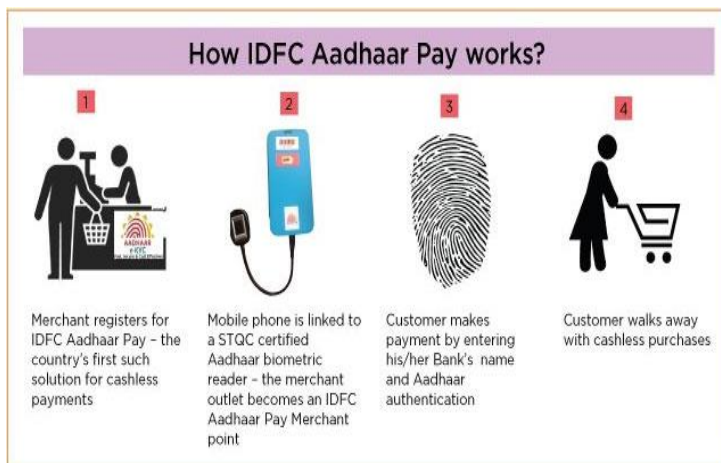 How IDFC Aadhaar Pay works?
1
2
3
4
AADHAAR
e-KYC
Merchant registers for
IDFC Aadhaar Pay – the
country's first such
solution for cashless
payments
Mobile phone is linked to
a STQC certified
Aadhaar biometric
reader – the merchant
outlet becomes an IDFC
Aadhaar Pay Merchant
point
Customer makes
payment by entering
his/her Bank's name
and Aadhaar
authentication
Customer walks away
with cashless purchases